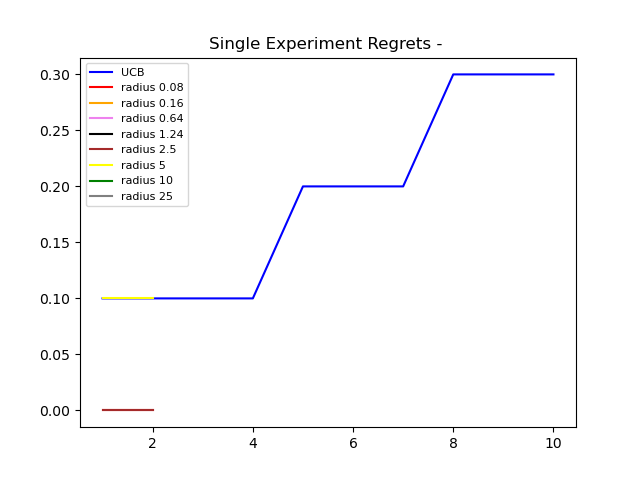 Single Experiment Regrets -
0.30
0.25
0.20
0.15
0.10
0.05
0.00
UCB
radius 0.08
radius 0.16
radius 0.64
radius 1.24
radius 2.5
radius 5
radius 10
radius 25
2 4 6 8 10